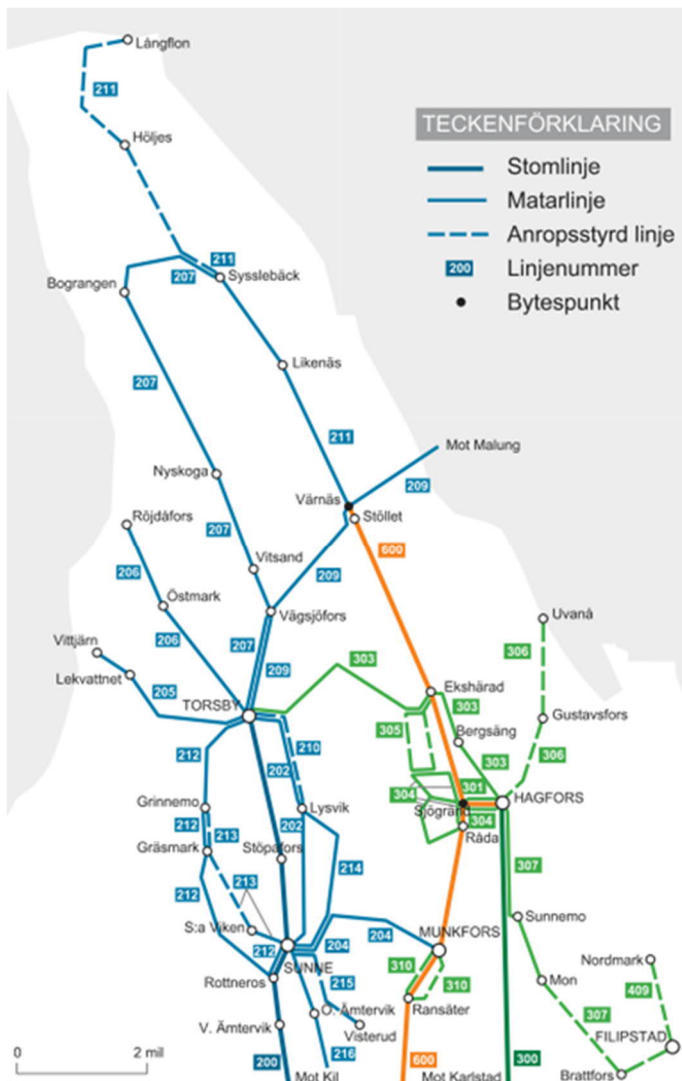 Långflon
211
Höljes
TECKENFÖRKLARING
Stomlinje
Matarlinje
Anropsstyrd linje
200 Linjenummer
Bytespunkt
211
207
Sysslebäck
Bograngen
Likenäs
207
211
Mot Malung
Nyskoga
209
Värnäs
Stöllet
Röjdåfors
600
207
Vitsand
206
209
Östmark
Vägsjöfors
Uvanå
206
207
306
Vittjärn
209
303
Lekvattnet
Ekshärad
205
TORSBY
303
Gustavsfors
305
Bergsäng
212
210
303
306
202
301
304
HAGFORS
Grinnemo
Lysvik
Sjögränd
304
212
202
Råda
213
Stöpafors
Gräsmark
214
307
213
212
S:a Viken
204
204
MUNKFORS
Sunnemo
212
SUNNE
Nordmark
Rottneros
215
310
310
Mon
409
Ransäter
307
Ö. Ämtervik
V. Ämtervik
Visterud
FILIPSTAD
0
2 mil
200
216
600
300
Mot Kil
Mot Karlstad
Brattfors